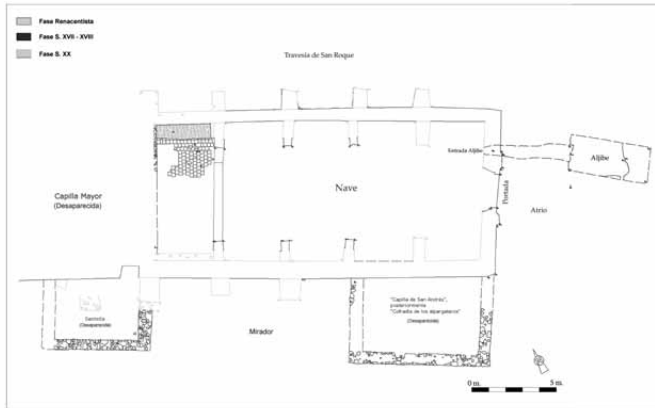 Fase Renacentista
Fase S. XVII - XVIII
Fase S. XX
Travesía de San Roque
Entrada Aljibe
Aljibe
Capilla Mayor
(Desaparecida)
Nave
Portada
Atrio
Sacristía
(Desaparecida)
"Capilla de San Andrés",
posteriormente
"Cofradía de los alpargateros"
(Desaparecida)
Mirador
0 m.
5 m.